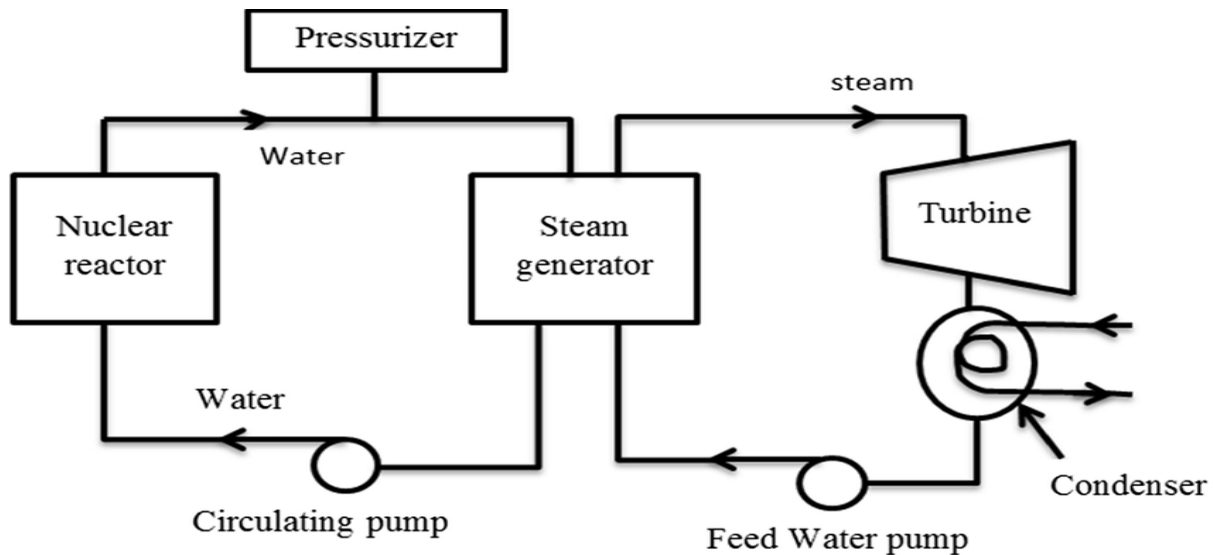 Pressurizer
steam
Water
Nuclear
reactor
Steam
generator
Turbine
Water
Condenser
Circulating pump
Feed Water pump